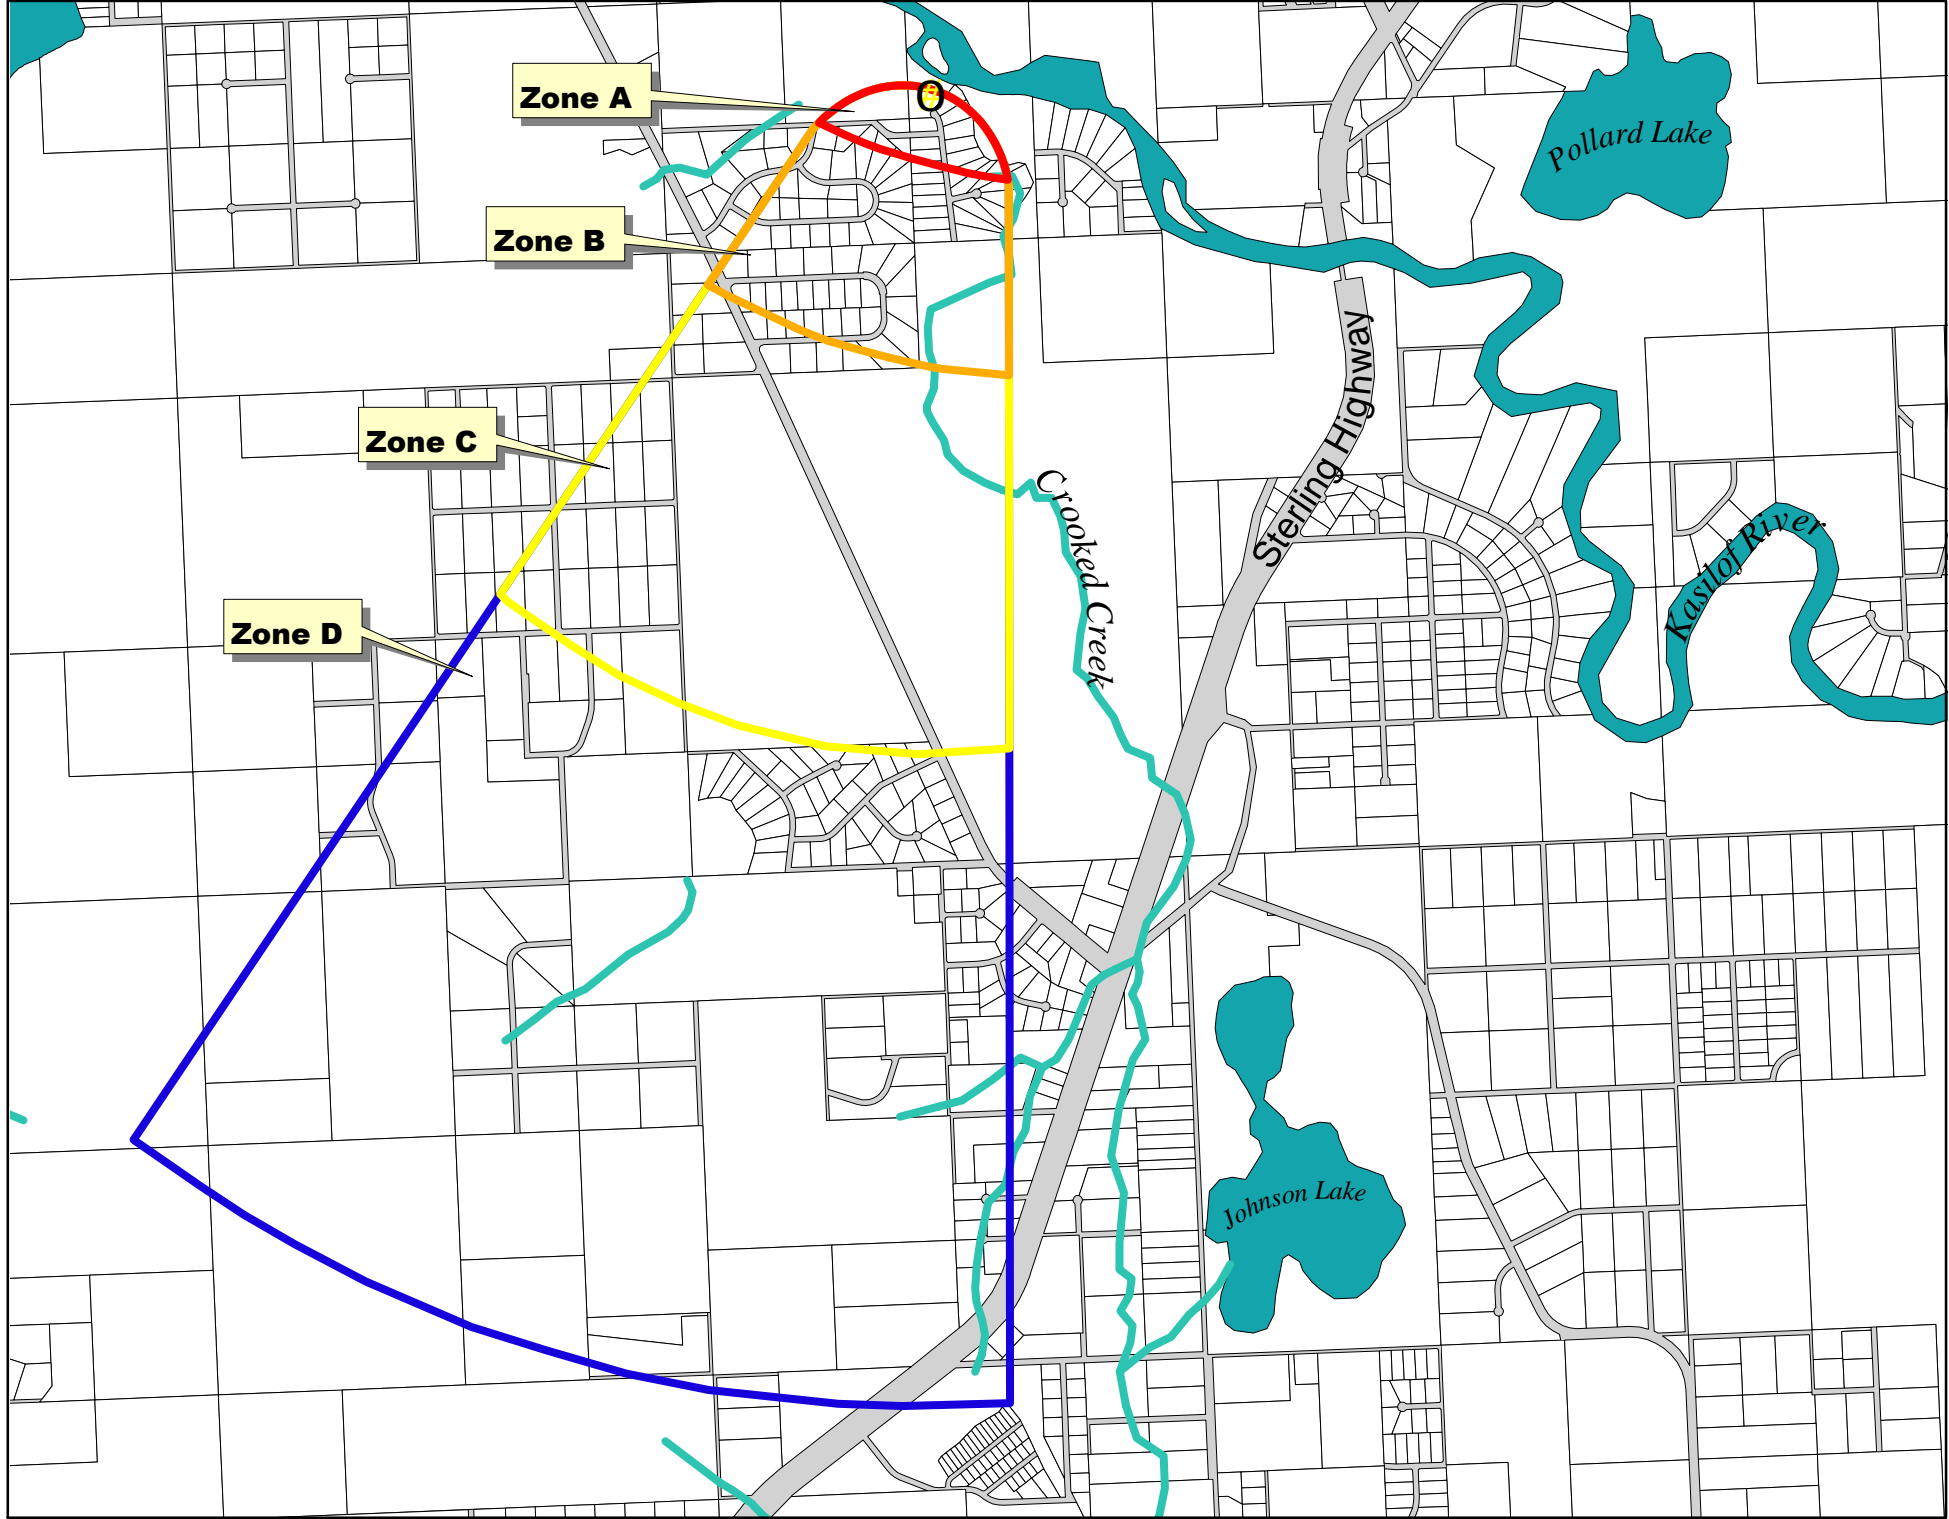 Zone A
O
Pollard Lake
Zone B
Sterling Highway
Zone C
Crooked Creek
Kasilof River
Zone D
Johnson Lake